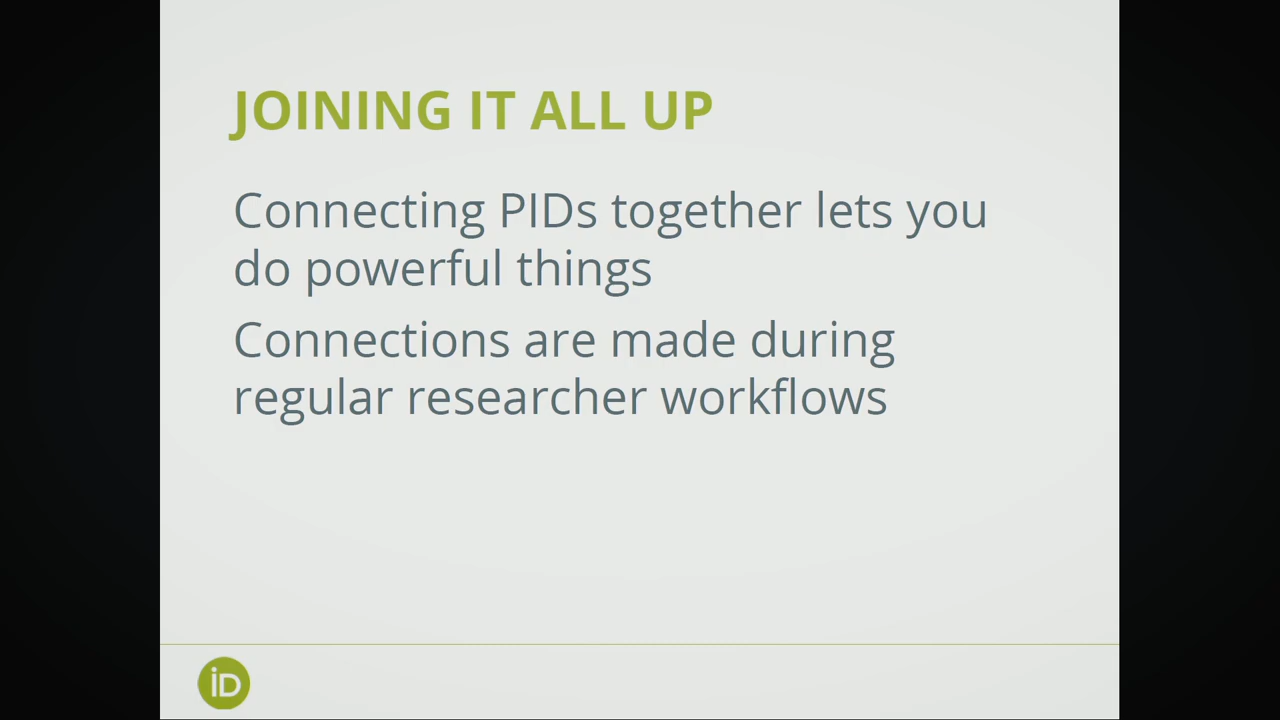 JOINING IT ALL UP
Connecting PIDs together lets you
do powerful things
Connections are made during
regular researcher workflows
iD